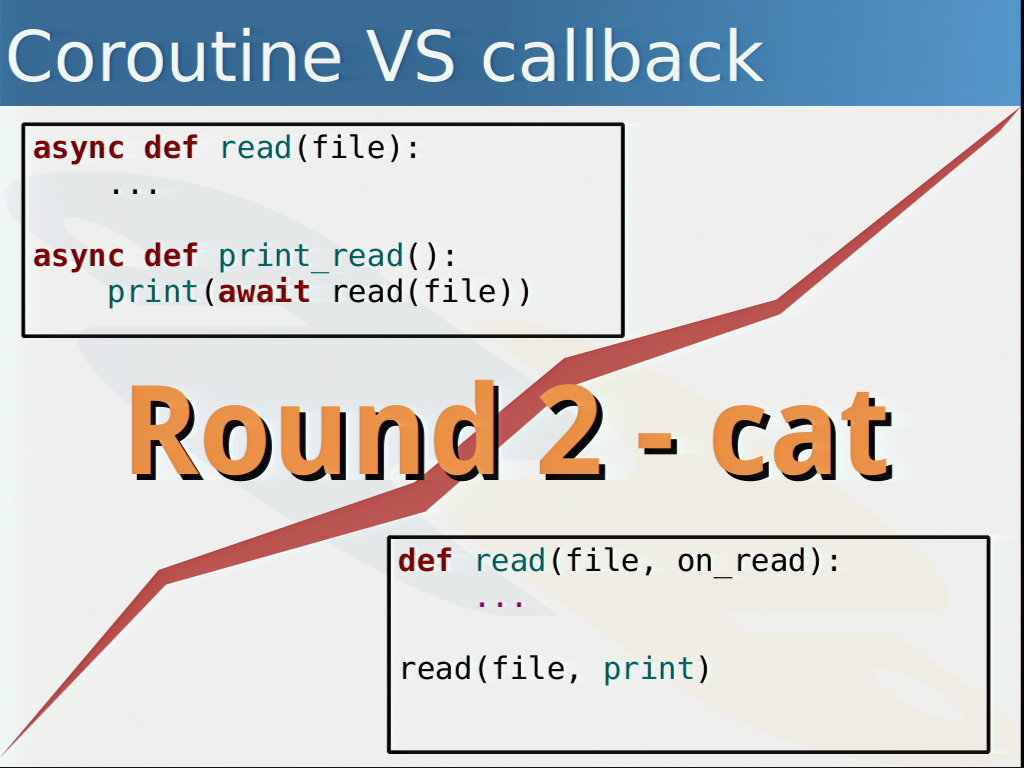 Coroutine VS callback
async def read(file):
    ...
async def print_read():
    print(await read(file))
Round 2 - cat
def read(file, on_read):
    ...
read(file, print)